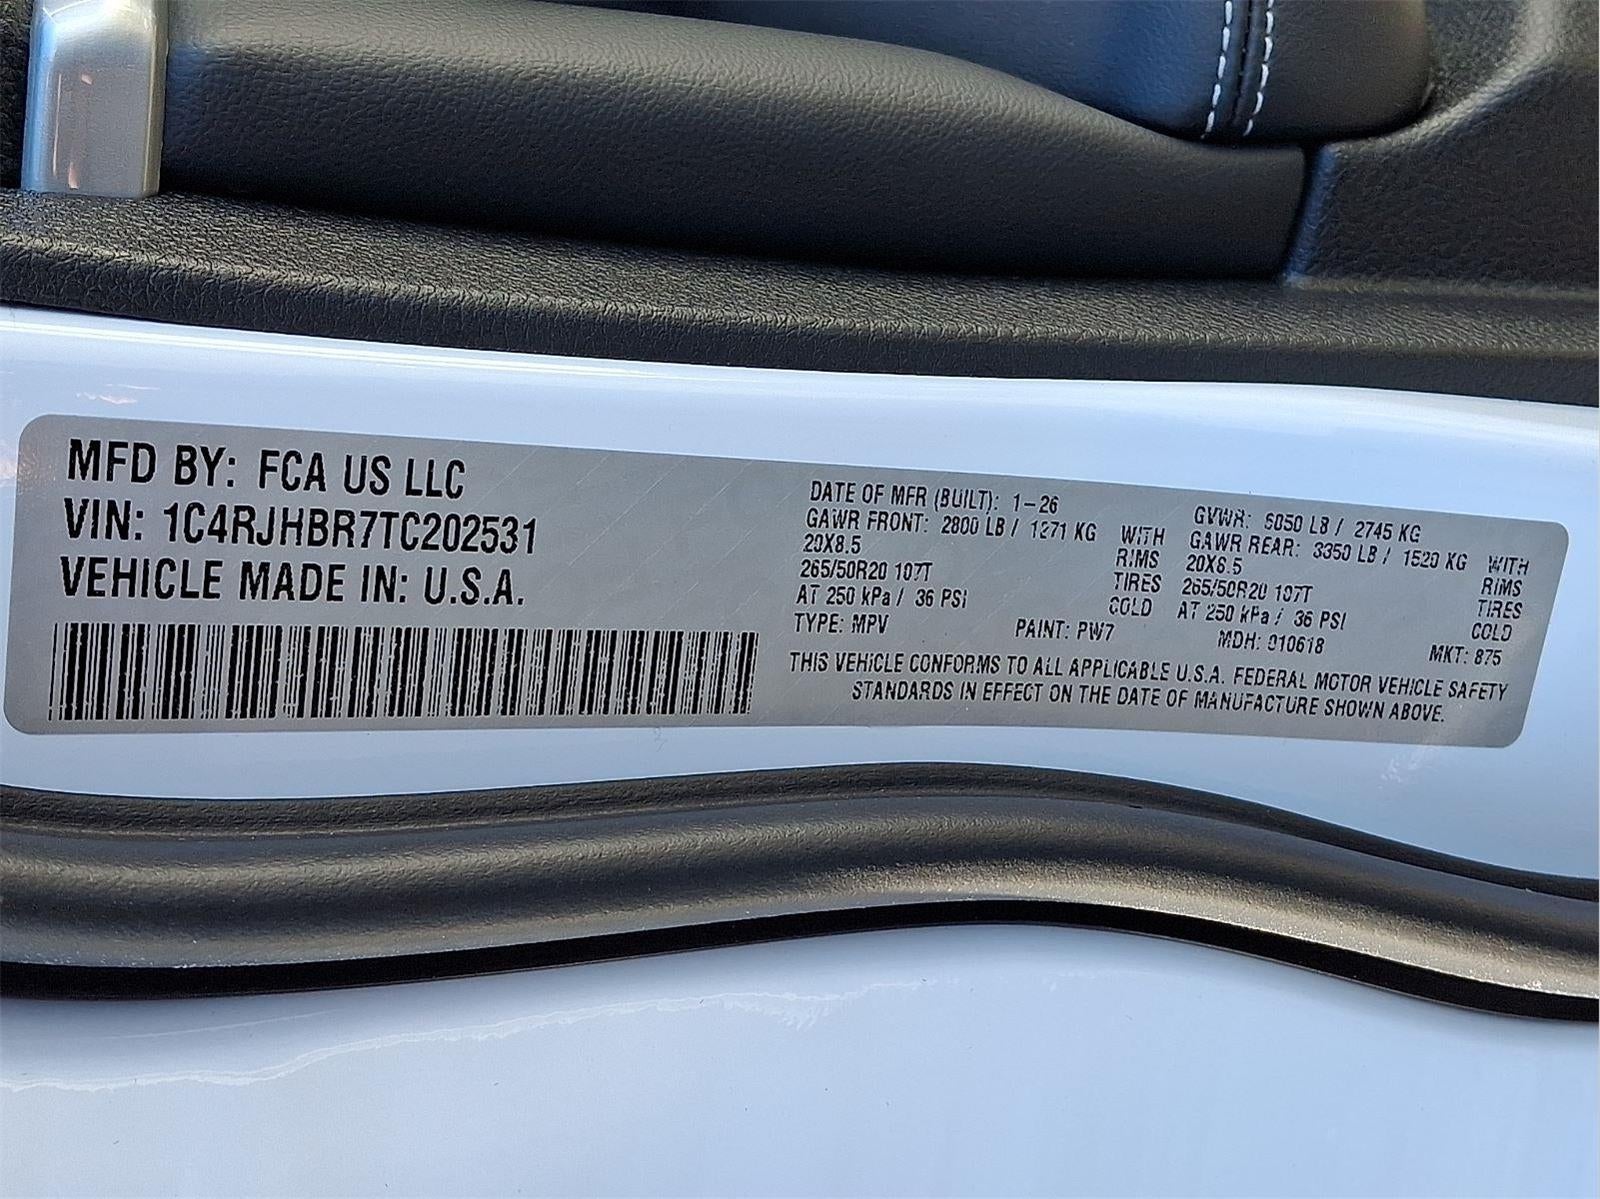 MFD BY: FCA US LLC
VIN: 1C4RJHBR7TC202531
VEHICLE MADE IN: U.S.A.
DATE OF MFR (BUILT): 1-26
GAWR FRONT: 2800 LB / 1271 KG WITH
20X8.5 RIMS
265/50R20 107T TIRES
AT 250 kPa / 36 PSI COLD
TYPE: MPV PAINT: PW7
GVWR: 6050 LB / 2745 KG
GAWR REAR: 3350 LB / 1520 KG WITH
20X8.5 RIMS
265/50R20 107T TIRES
AT 250 kPa / 36 PSI COLD
MDH: 010618 MKT: 875
THIS VEHICLE CONFORMS TO ALL APPLICABLE U.S.A. FEDERAL MOTOR VEHICLE SAFETY
STANDARDS IN EFFECT ON THE DATE OF MANUFACTURE SHOWN ABOVE.